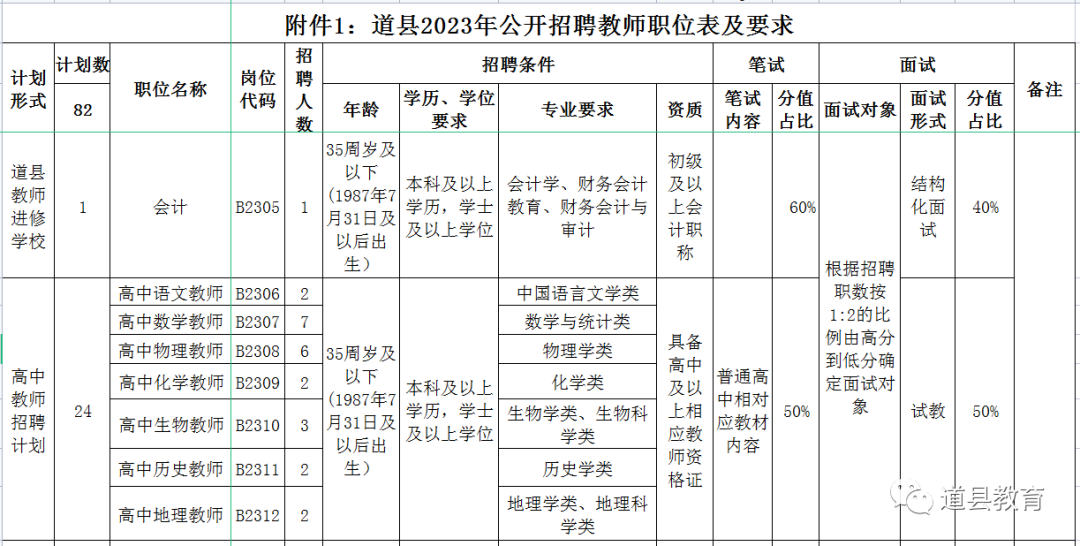 附件1：道县2023年公开招聘教师职位表及要求
计划
形式
计划数
82
职位名称
岗位
代码
招
聘
人
数
招聘条件
年龄
学历、学位
要求
专业要求
资质
笔试
笔试
内容
分值
占比
面试
面试对象
面试
形式
分值
占比
备注
道县
教师
进修
学校
1
会计
B2305
1
35周岁及
以下
(1987年7
月31日及
以后出
生）
本科及以上
学历，学士
及以上学位
会计学、财务会计
教育、财务会计与
审计
初级
及以
上会
计职
称
60%
根据招聘
职数按
1:2的比
例由高分
到低分确
定面试对
象
结构
化面
试
40%
高中
教师
招聘
计划
24
高中语文教师 B2306 2
高中数学教师 B2307 7
高中物理教师 B2308 6
高中化学教师 B2309 2
高中生物教师 B2310 3
高中历史教师 B2311 2
高中地理教师 B2312 2
35周岁及
以下
(1987年7
月31日及
以后出
生）
本科及以上
学历，学士
及以上学位
中国语言文学类
数学与统计类
物理学类
化学类
生物学类、生物科
学类
历史学类
地理学类、地理科
学类
具备
高中
及以
上相
应教
师资
格证
普通高
中相对
应教材
内容
50%
试教
50%
道县教育